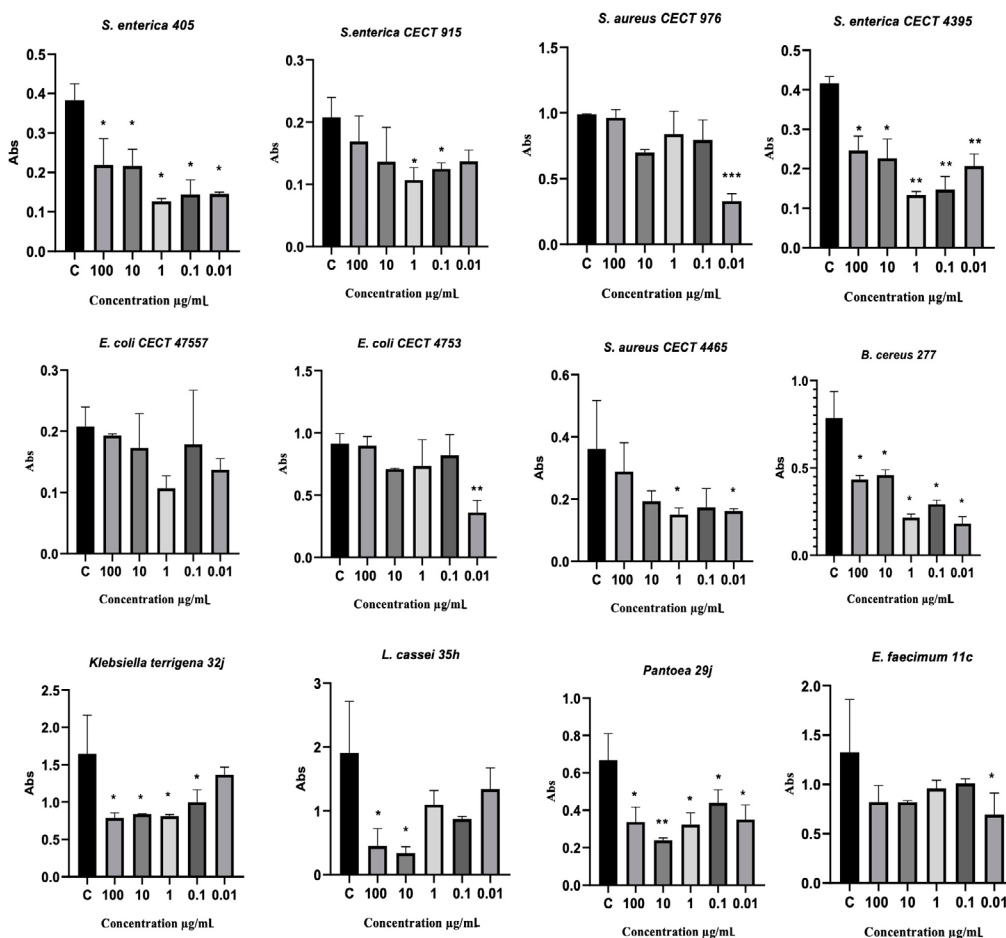 S. enterica 405
0.5
0.4
0.3
0.2
0.1
0.0
Abs
*
*
*
*
*
C 100 10 1 0.1 0.01
Concentration µg/mL
S.enterica CECT 915
0.3
0.2
0.1
0.0
Abs
*
*
C 100 10 1 0.1 0.01
Concentration µg/mL
S. aureus CECT 976
1.5
1.0
0.5
0.0
Abs
***
C 100 10 1 0.1 0.01
Concentration µg/mL
S. enterica CECT 4395
0.5
0.4
0.3
0.2
0.1
0.0
Abs
*
*
**
**
**
C 100 10 1 0.1 0.01
Concentration µg/mL
E. coli CECT 47557
0.3
0.2
0.1
0.0
Abs
C 100 10 1 0.1 0.01
Concentration µg/mL
E. coli CECT 4753
1.5
1.0
0.5
0.0
Abs
**
C 100 10 1 0.1 0.01
Concentration µg/mL
S. aureus CECT 4465
0.6
0.4
0.2
0.0
Abs
*
*
C 100 10 1 0.1 0.01
Concentration µg/mL
B. cereus 277
1.0
0.5
0.0
Abs
*
*
*
*
*
C 100 10 1 0.1 0.01
Concentration µg/mL
Klebsiella terrigena 32j
2.5
2.0
1.5
1.0
0.5
0.0
Abs
*
*
*
*
C 100 10 1 0.1 0.01
Concentration µg/mL
L. cassei 35h
3
2
1
0
Abs
*
*
C 100 10 1 0.1 0.01
Concentration µg/mL
Pantoea 29j
1.0
0.8
0.6
0.4
0.2
0.0
Abs
*
**
*
*
*
C 100 10 1 0.1 0.01
Concentration µg/mL
E. faecimum 11c
2.0
1.5
1.0
0.5
0.0
Abs
*
C 100 10 1 0.1 0.01
Concentration µg/mL